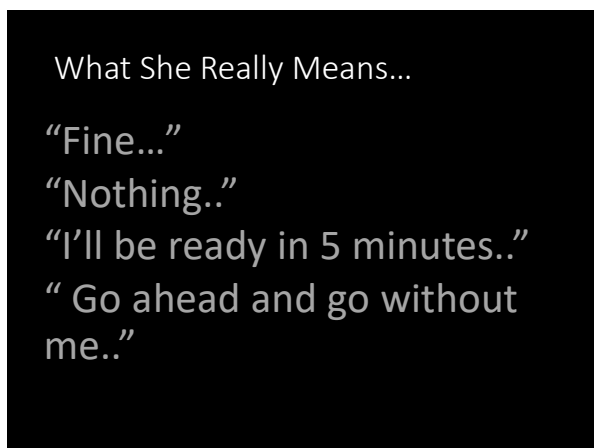 What She Really Means…
“Fine…”
“Nothing..”
“I’ll be ready in 5 minutes..”
“ Go ahead and go without
me..”